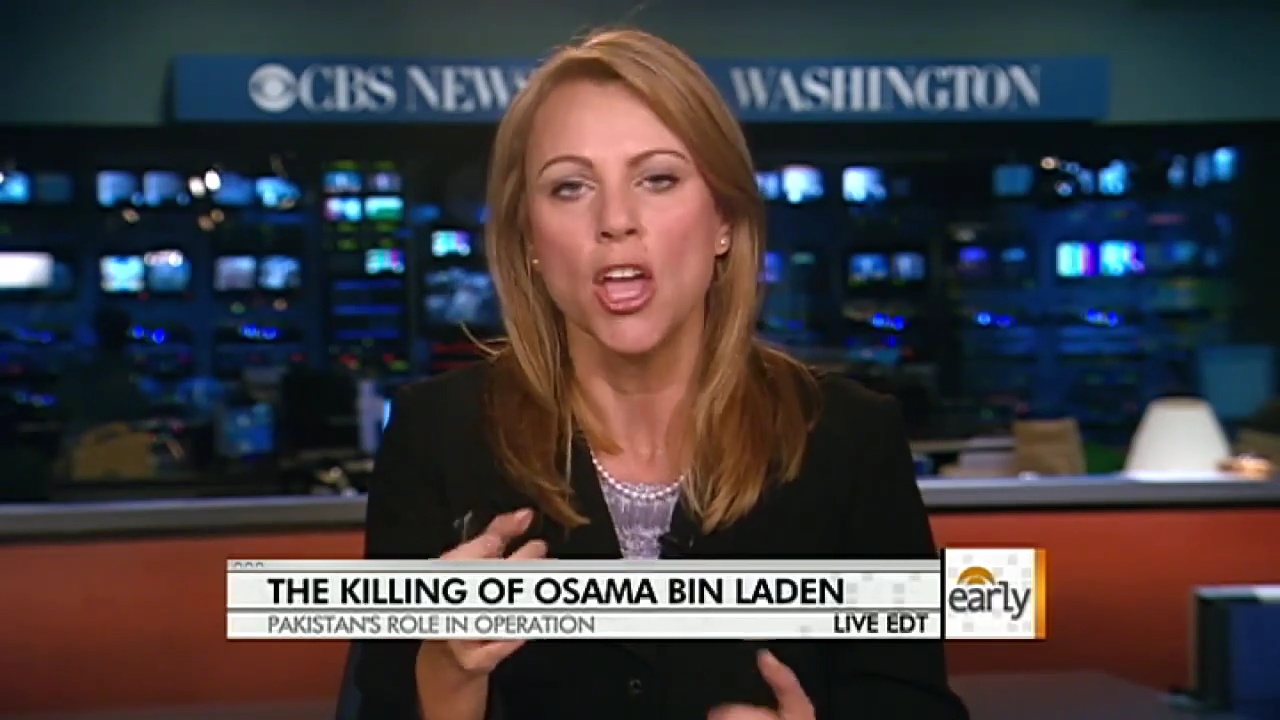 CBS NEWS WASHINGTON
THE KILLING OF OSAMA BIN LADEN
PAKISTAN'S ROLE IN OPERATION LIVE EDT
early